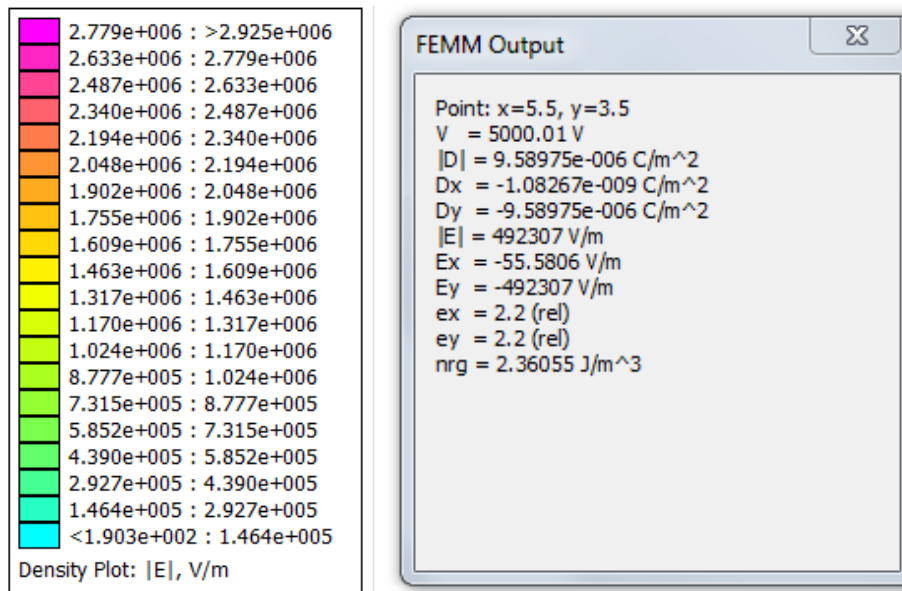 2.779e+006 : >2.925e+006
2.633e+006 : 2.779e+006
2.487e+006 : 2.633e+006
2.340e+006 : 2.487e+006
2.194e+006 : 2.340e+006
2.048e+006 : 2.194e+006
1.902e+006 : 2.048e+006
1.755e+006 : 1.902e+006
1.609e+006 : 1.755e+006
1.463e+006 : 1.609e+006
1.317e+006 : 1.463e+006
1.170e+006 : 1.317e+006
1.024e+006 : 1.170e+006
8.777e+005 : 1.024e+006
7.315e+005 : 8.777e+005
5.852e+005 : 7.315e+005
4.390e+005 : 5.852e+005
2.927e+005 : 4.390e+005
1.464e+005 : 2.927e+005
<1.903e+002 : 1.464e+005
Density Plot: |E|, V/m
FEMM Output
Point: x=5.5, y=3.5
V = 5000.01 V
|D| = 9.58975e-006 C/m^2
Dx = -1.08267e-009 C/m^2
Dy = -9.58975e-006 C/m^2
|E| = 492307 V/m
Ex = -55.5806 V/m
Ey = -492307 V/m
ex = 2.2 (rel)
ey = 2.2 (rel)
nrg = 2.36055 J/m^3